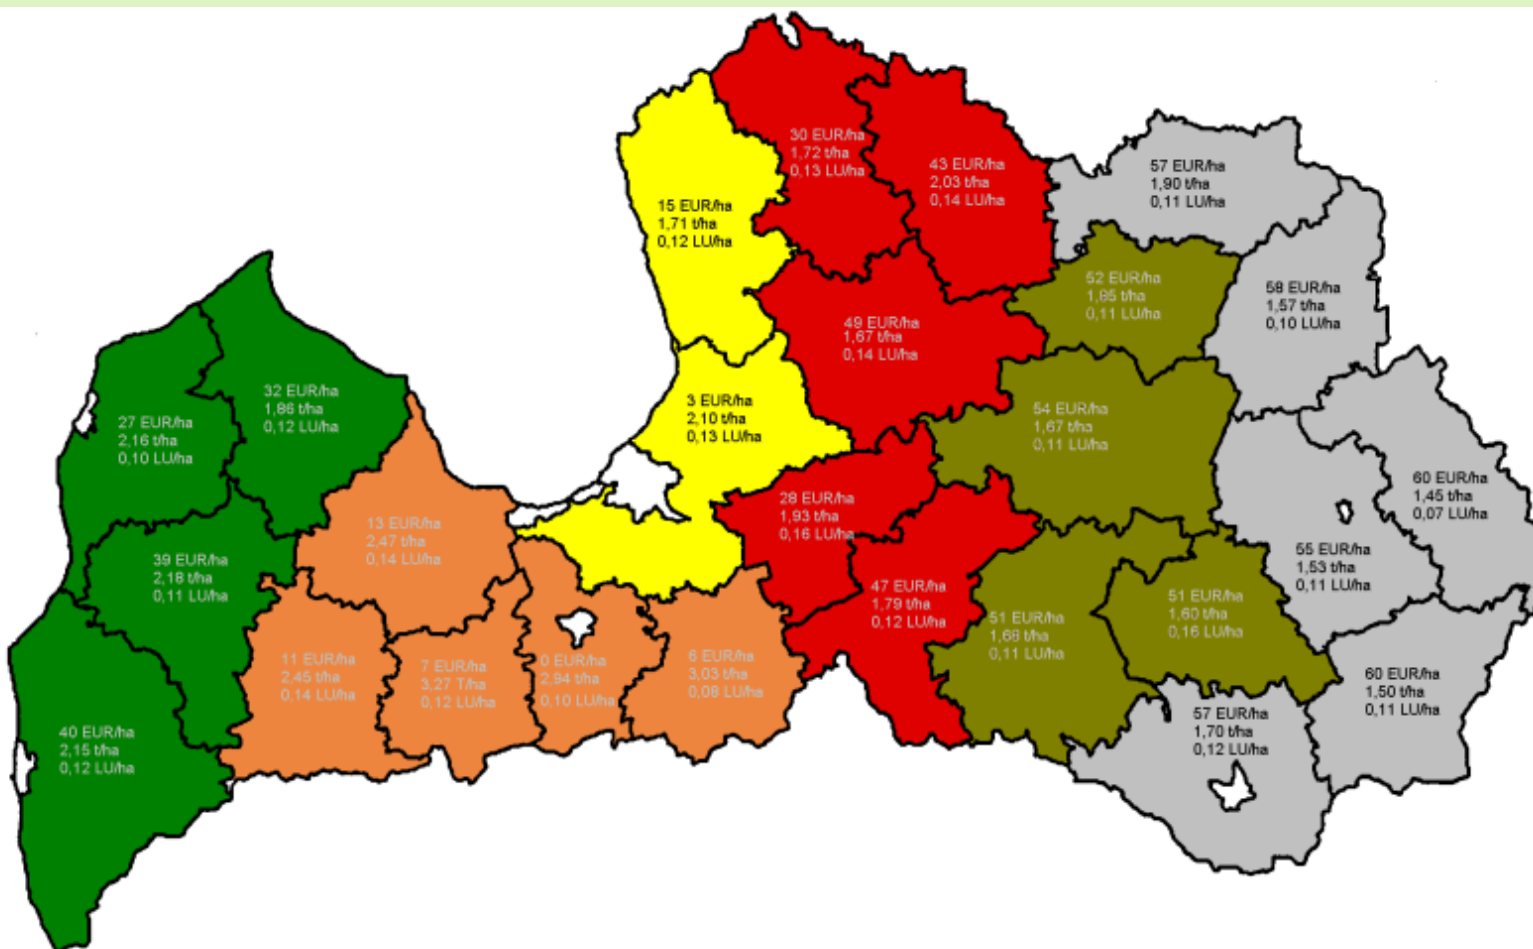 30 EUR/ha
1,72 t/ha
0,13 LU/ha
43 EUR/ha
2,03 t/ha
0,14 LU/ha
57 EUR/ha
1,90 t/ha
0,11 LU/ha
15 EUR/ha
1,71 t/ha
0,12 LU/ha
52 EUR/ha
1,85 t/ha
0,11 LU/ha
58 EUR/ha
1,57 t/ha
0,10 LU/ha
49 EUR/ha
1,67 t/ha
0,14 LU/ha
32 EUR/ha
1,86 t/ha
0,12 LU/ha
3 EUR/ha
2,10 t/ha
0,13 LU/ha
54 EUR/ha
1,67 t/ha
0,11 LU/ha
27 EUR/ha
2,16 t/ha
0,10 LU/ha
60 EUR/ha
1,45 t/ha
0,07 LU/ha
28 EUR/ha
1,93 t/ha
0,16 LU/ha
13 EUR/ha
2,47 t/ha
0,14 LU/ha
55 EUR/ha
1,53 t/ha
0,11 LU/ha
39 EUR/ha
2,18 t/ha
0,11 LU/ha
47 EUR/ha
1,79 t/ha
0,12 LU/ha
51 EUR/ha
1,60 t/ha
0,16 LU/ha
51 EUR/ha
1,68 t/ha
0,11 LU/ha
11 EUR/ha
2,45 t/ha
0,14 LU/ha
7 EUR/ha
3,27 T/ha
0,12 LU/ha
0 EUR/ha
2,94 t/ha
0,10 LU/ha
6 EUR/ha
3,03 t/ha
0,08 LU/ha
60 EUR/ha
1,50 t/ha
0,11 LU/ha
57 EUR/ha
1,70 t/ha
0,12 LU/ha
40 EUR/ha
2,15 t/ha
0,12 LU/ha